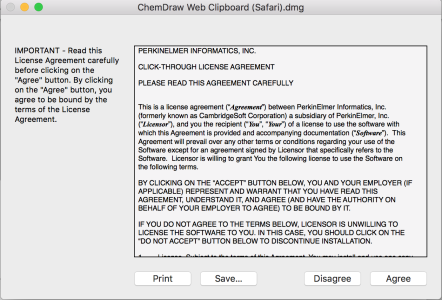 ChemDraw Web Clipboard (Safari).dmg
IMPORTANT - Read this
License Agreement carefully
before clicking on the
"Agree" button. By clicking
on the "Agree" button, you
agree to be bound by the
terms of the License
Agreement.
PERKINELMER INFORMATICS, INC.
CLICK-THROUGH LICENSE AGREEMENT
PLEASE READ THIS AGREEMENT CAREFULLY
This is a license agreement ("Agreement") between PerkinElmer Informatics, Inc.
(formerly known as CambridgeSoft Corporation) a subsidiary of PerkinElmer, Inc.
("Licensor"), and you the recipient ("You", "Your") of a license to use the software with
which this Agreement is provided and accompanying documentation ("Software"). This
Agreement will prevail over any other terms or conditions regarding your use of the
Software except for an agreement signed by Licensor that specifically refers to the
Software. Licensor is willing to grant You the following license to use the Software on
the following terms.
BY CLICKING ON THE "ACCEPT" BUTTON BELOW, YOU AND YOUR EMPLOYER (IF
APPLICABLE) REPRESENT AND WARRANT THAT YOU HAVE READ THIS
AGREEMENT, UNDERSTAND IT, AND AGREE (AND HAVE THE AUTHORITY ON
BEHALF OF YOUR EMPLOYER TO AGREE) TO BE BOUND BY IT.
IF YOU DO NOT AGREE TO THE TERMS BELOW, LICENSOR IS UNWILLING TO
LICENSE THE SOFTWARE TO YOU. IN THIS CASE, YOU SHOULD CLICK ON THE
"DO NOT ACCEPT" BUTTON BELOW TO DISCONTINUE INSTALLATION.
Print Save... Disagree Agree